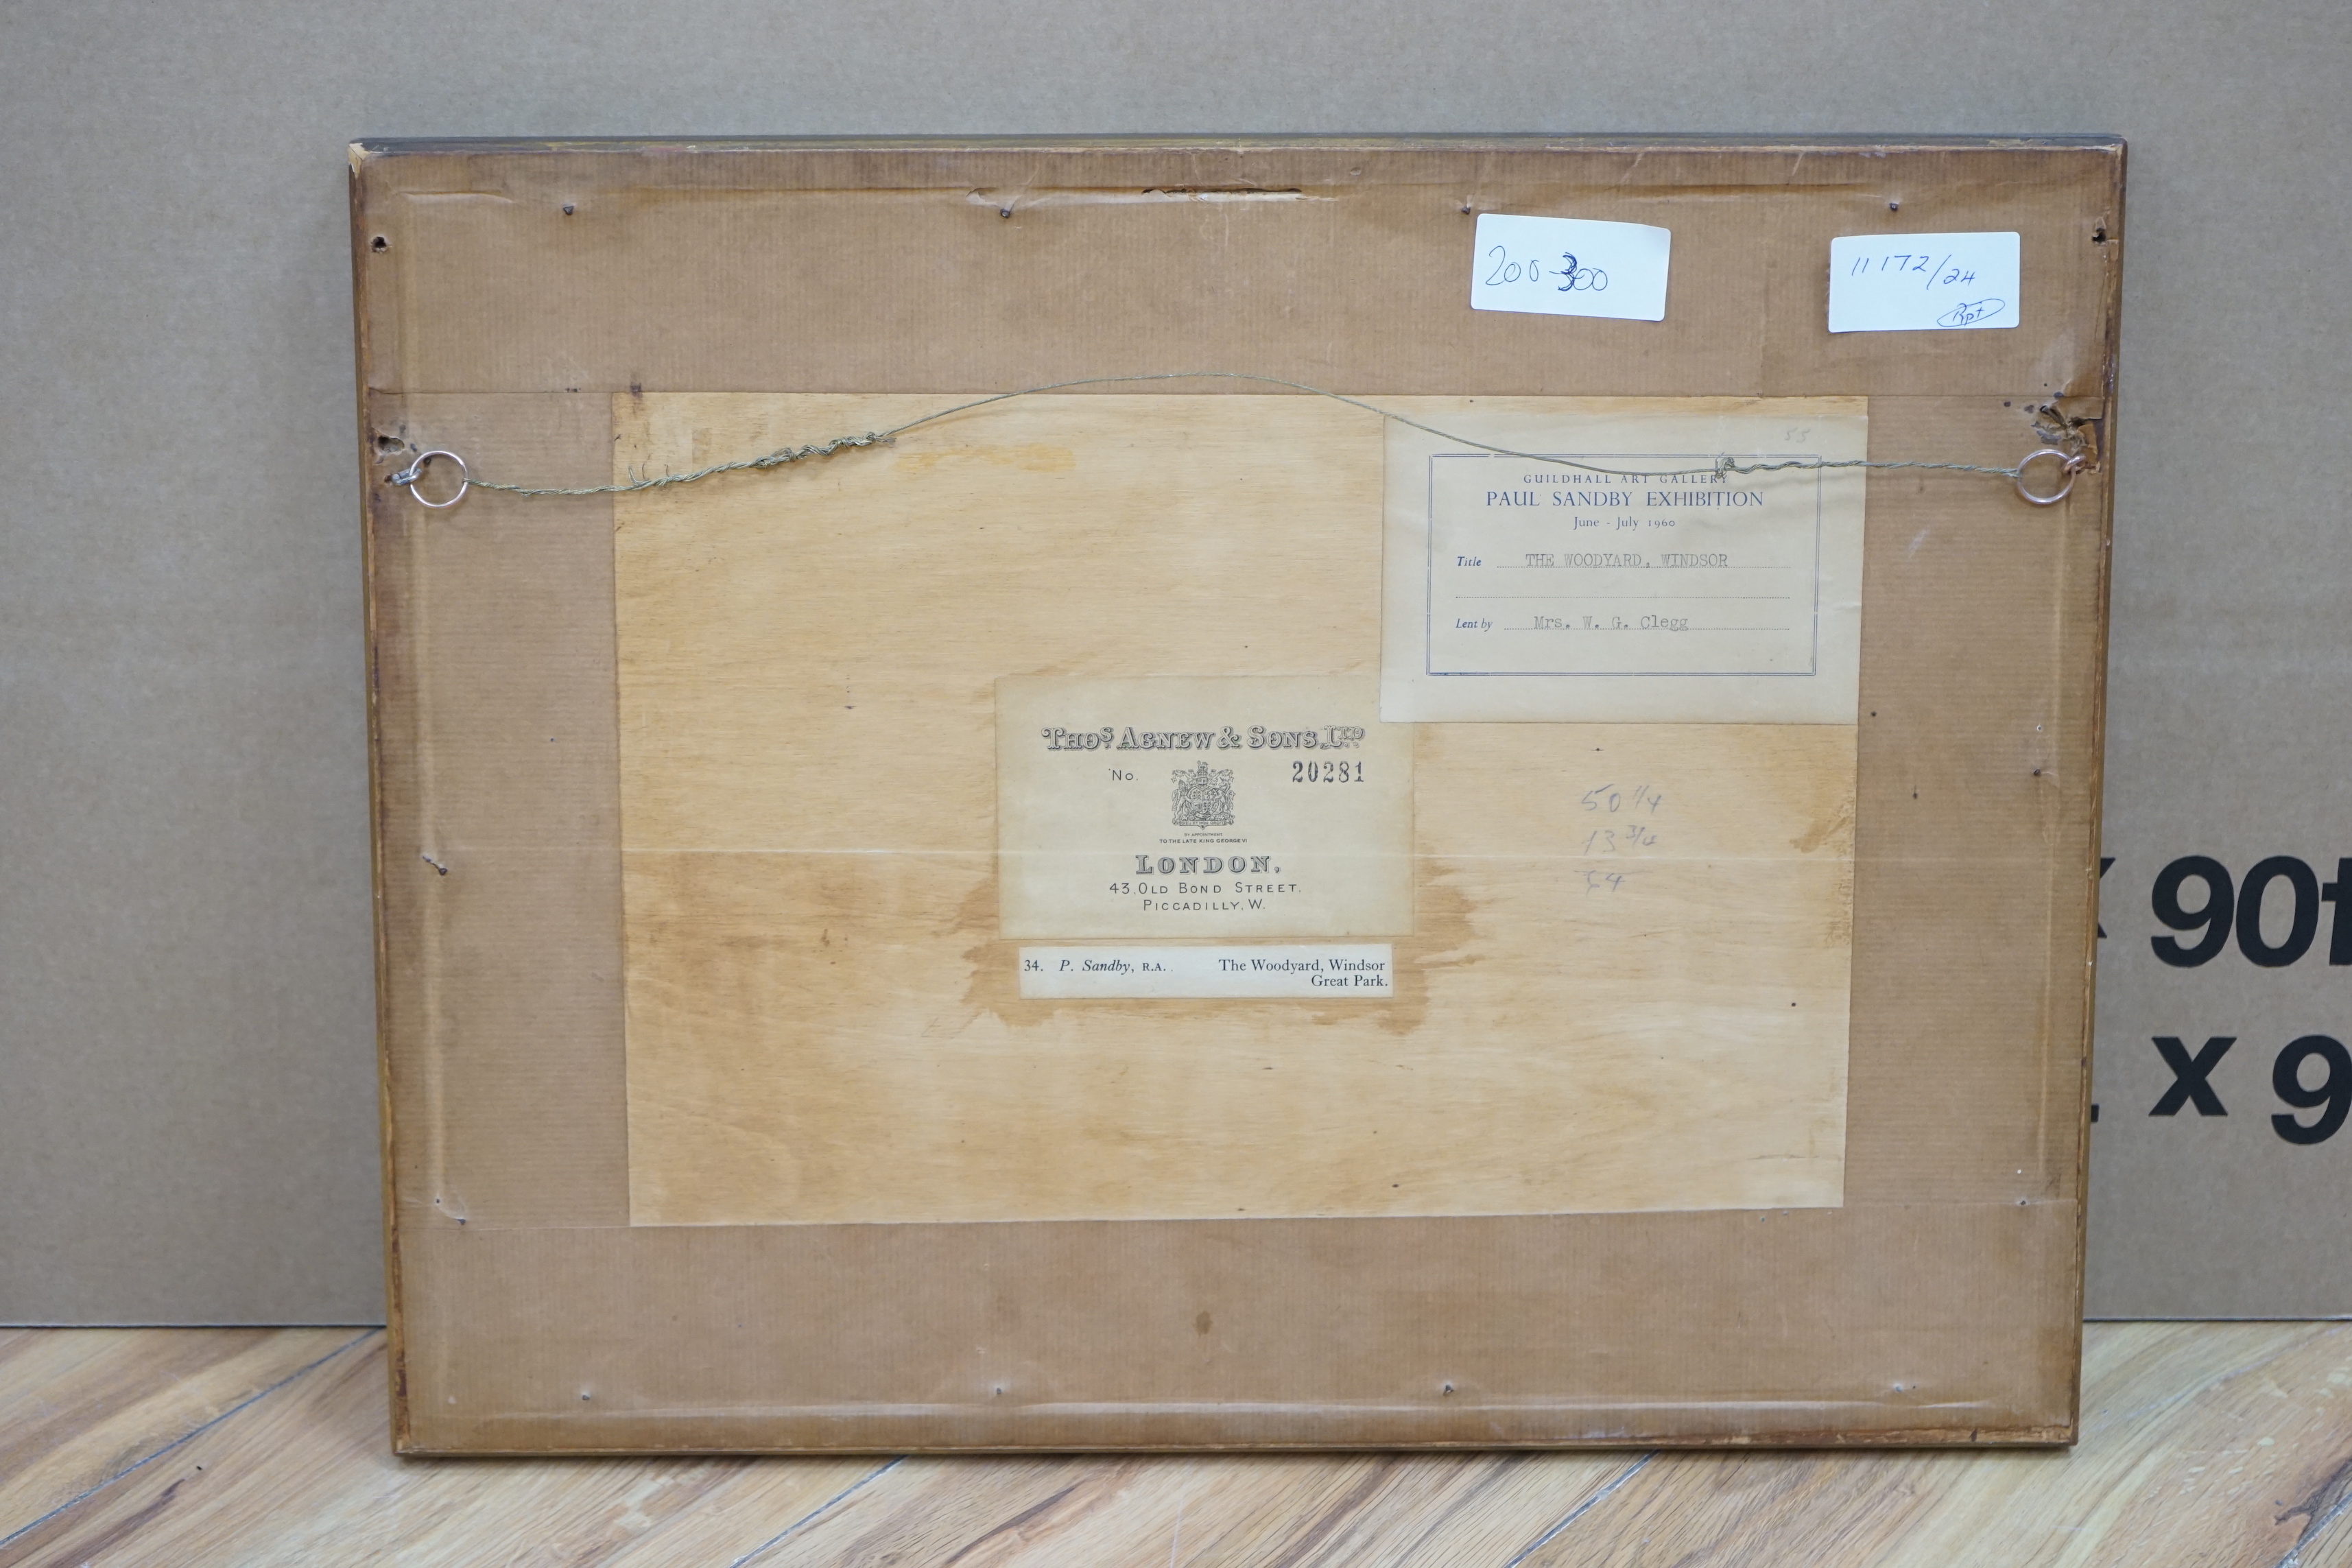 200-300
11172/24
Rpt
55
GUILDHALL ART GALLERY
PAUL SANDBY EXHIBITION
June - July 1960
Title THE WOODYARD, WINDSOR
Lent by Mrs. W. G. Clegg
THOS. AGNEW & SONS, LTD
No. 20281
BY APPOINTMENT
TO THE LATE KING GEORGE VI
LONDON,
43, OLD BOND STREET.
PICCADILLY. W.
34. P. Sandby, R.A. . The Woodyard, Windsor
Great Park.
50 1/4
13 3/4
64
x 90
x 9